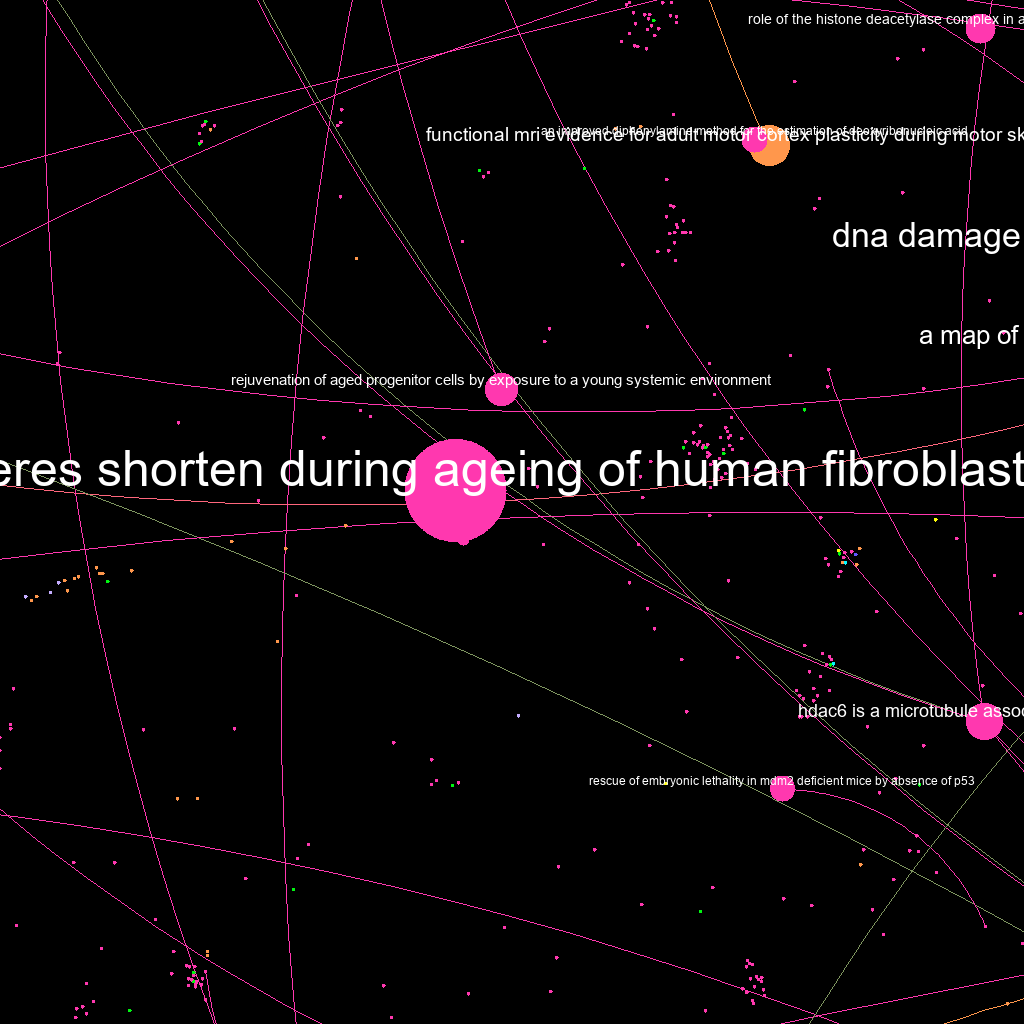 role of the histone deacetylase complex in a
an improved diphenylamine method for the estimation of deoxyribonucleic acid
functional mri evidence for adult motor cortex plasticity during motor sk
dna damage
a map of
rejuvenation of aged progenitor cells by exposure to a young systemic environment
eres shorten during ageing of human fibroblast
hdac6 is a microtubule assoc
rescue of embryonic lethality in mdm2 deficient mice by absence of p53